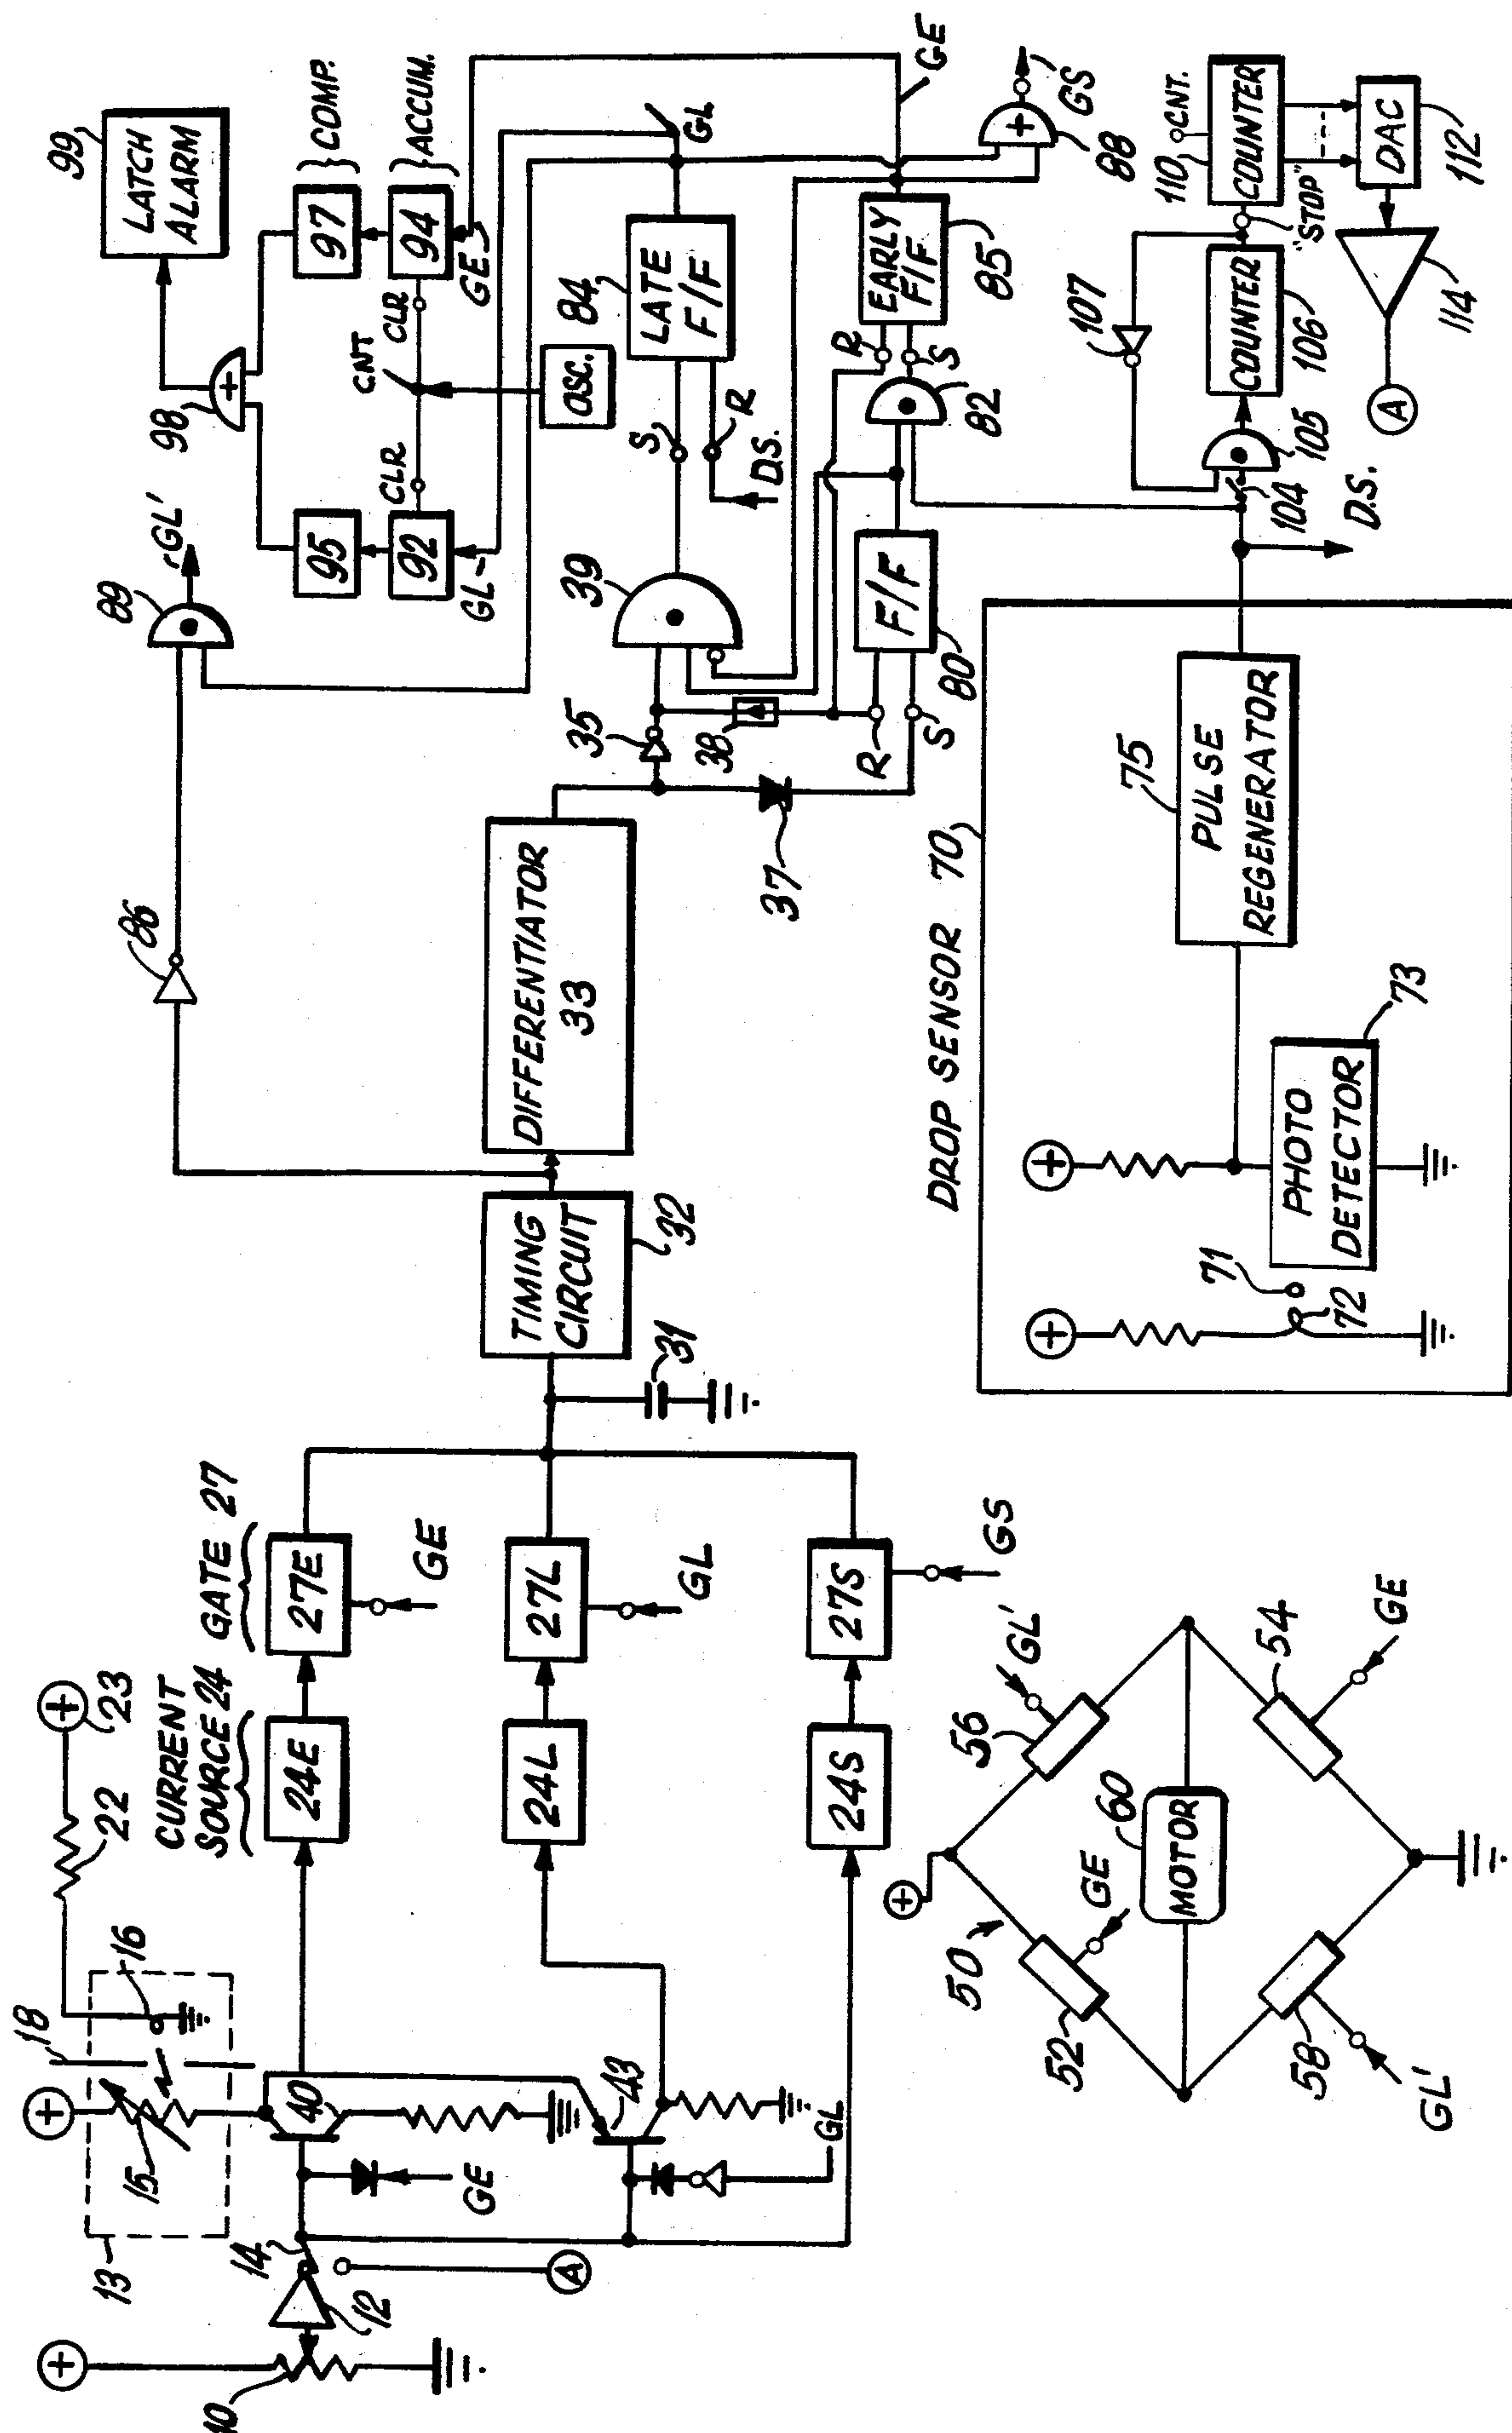 10
12
13
14
15
16
18
A
GE
40
43
GL
22
23
CURRENT
SOURCE 24
24E
24L
24S
GATE 27
27E
27L
27S
GE
GL
GS
31
TIMING
CIRCUIT
32
DIFFERENTIATOR
33
86
35
37
38
R
S
F/F
80
39
89
GL'
S
R
D.S.
LATE
F/F
84
GL
OSC.
CNT
CLR
CLR
GL
92
95
98
GE
94
97
} ACCUM.
} COMP.
LATCH
ALARM
99
82
R
S
EARLY
F/F
85
GE
88
GS
50
52
GE
56
GL'
MOTOR
60
58
GL'
54
GE
DROP SENSOR 70
71
72
PHOTO
DETECTOR
73
PULSE
REGENERATOR
75
D.S.
104
105
107
COUNTER
106
"STOP"
COUNTER
110
CNT.
DAC
112
114
A